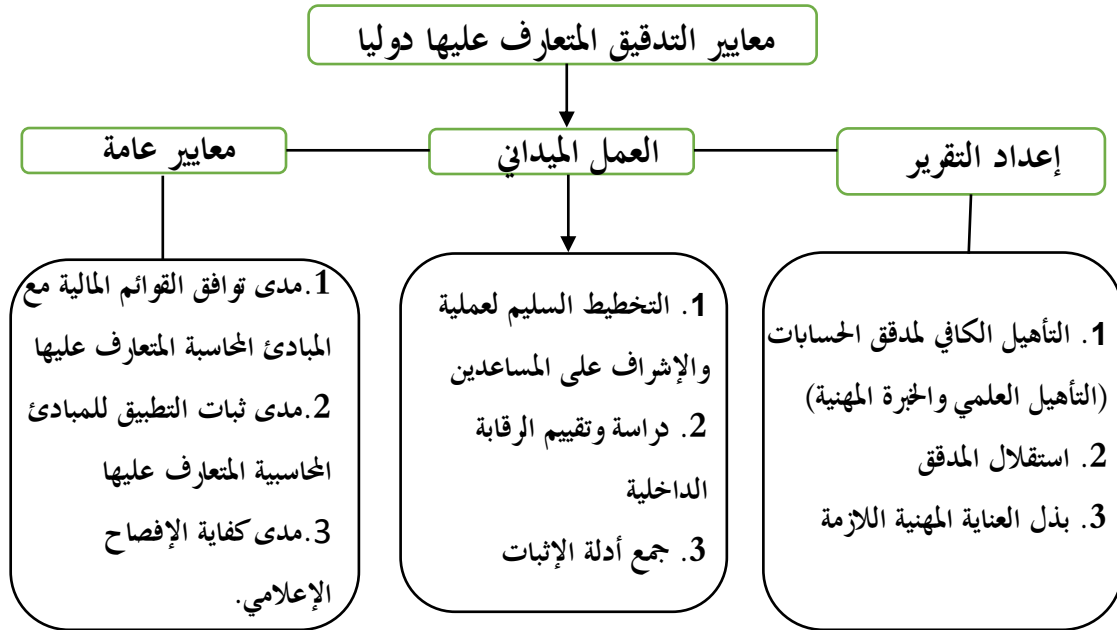 معايير التدقيق المتعارف عليها دوليا
إعداد التقرير
العمل الميداني
معايير عامة
1. التأهيل الكافي لمدقق الحسابات
(التأهيل العلمي والخبرة المهنية)
2. استقلال المدقق
3. بذل العناية المهنية اللازمة
1. التخطيط السليم لعملية
والإشراف على المساعدين
2. دراسة وتقييم الرقابة
الداخلية
3. جمع أدلة الإثبات
1.مدى توافق القوائم المالية مع
المبادئ المحاسبة المتعارف عليها
2.مدى ثبات التطبيق للمبادئ
المحاسبية المتعارف عليها
3.مدى كفاية الإفصاح
الإعلامي.